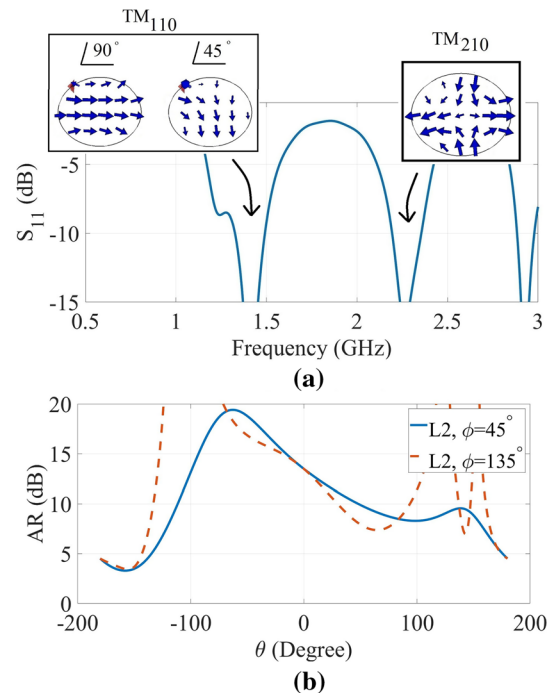 TM110
90° 45°
TM210
S11 (dB)
-5
-10
-15
0.5 1 1.5 2 2.5 3
Frequency (GHz)
(a)
AR (dB)
20
15
10
5
0
L2, ϕ=45°
L2, ϕ=135°
-200 -100 0 100 200
θ (Degree)
(b)